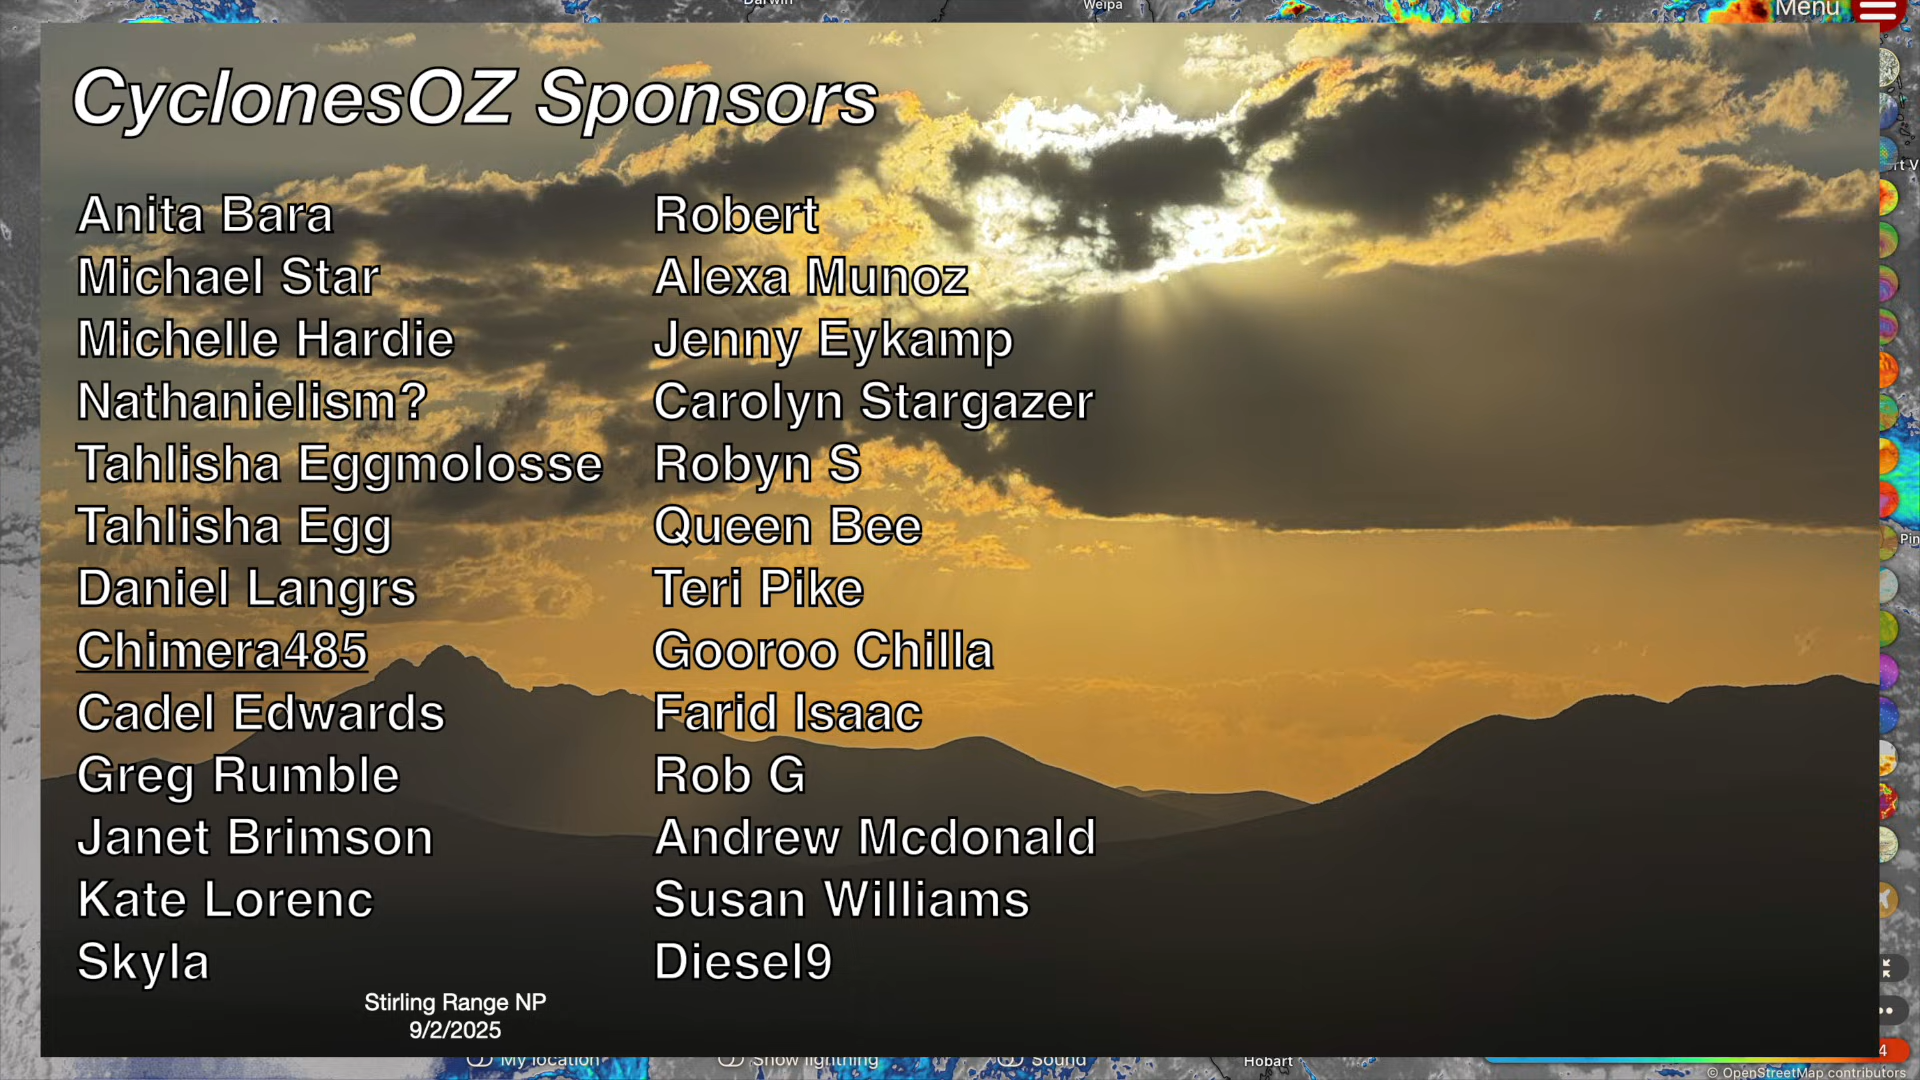 Darwin
Weipa
Menu
CyclonesOZ Sponsors
Anita Bara
Michael Star
Michelle Hardie
Nathanielism?
Tahlisha Eggmolosse
Tahlisha Egg
Daniel Langrs
Chimera485
Cadel Edwards
Greg Rumble
Janet Brimson
Kate Lorenc
Skyla
Robert
Alexa Munoz
Jenny Eykamp
Carolyn Stargazer
Robyn S
Queen Bee
Teri Pike
Gooroo Chilla
Farid Isaac
Rob G
Andrew Mcdonald
Susan Williams
Diesel9
Stirling Range NP
9/2/2025
My location
Show lightning
Sound
Hobart
4
© OpenStreetMap contributors